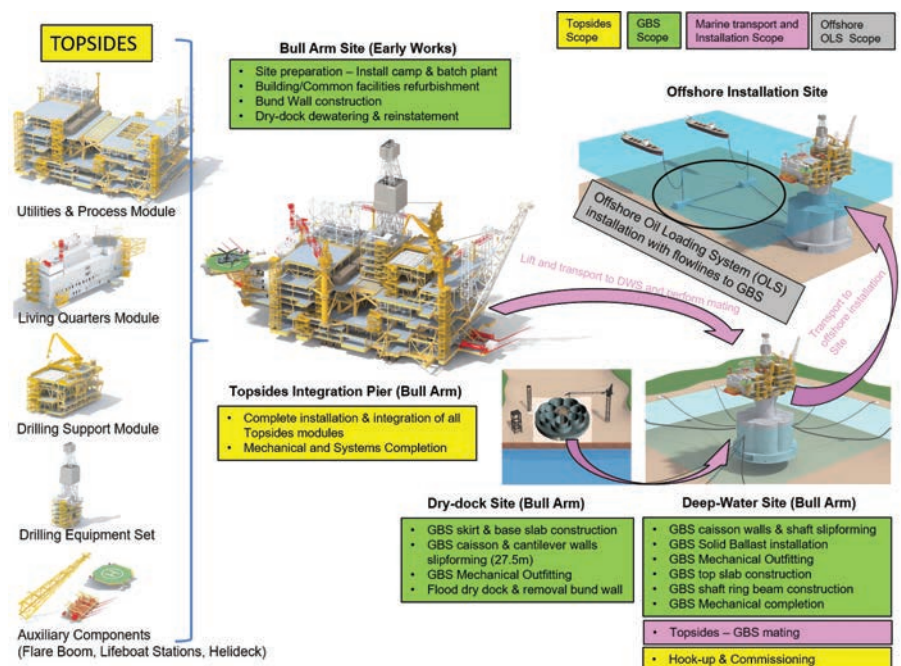 TOPSIDES
Utilities & Process Module
Living Quarters Module
Drilling Support Module
Drilling Equipment Set
Auxiliary Components
(Flare Boom, Lifeboat Stations, Helideck)
Bull Arm Site (Early Works)
• Site preparation – Install camp & batch plant
• Building/Common facilities refurbishment
• Bund Wall construction
• Dry-dock dewatering & reinstatement
Topsides
Scope
GBS
Scope
Marine transport and
Installation Scope
Offshore
OLS Scope
Offshore Installation Site
Offshore Oil Loading System (OLS)
installation with flowlines to GBS
Lift and transport to DWS and perform mating
Transport to
offshore installation
Site
Topsides Integration Pier (Bull Arm)
• Complete installation & integration of all
Topsides modules
• Mechanical and Systems Completion
Dry-dock Site (Bull Arm)
• GBS skirt & base slab construction
• GBS caisson & cantilever walls
slipforming (27.5m)
• GBS Mechanical Outfitting
• Flood dry dock & removal bund wall
Deep-Water Site (Bull Arm)
• GBS caisson walls & shaft slipforming
• GBS Solid Ballast installation
• GBS Mechanical Outfitting
• GBS top slab construction
• GBS shaft ring beam construction
• GBS Mechanical completion
• Topsides – GBS mating
• Hook-up & Commissioning